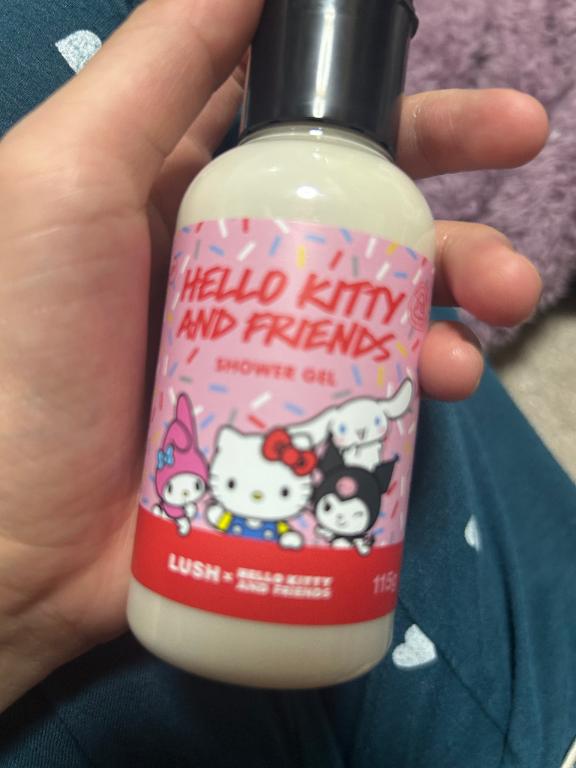 HELLO KITTY
AND FRIENDS
SHOWER GEL
LUSH × HELLO KITTY
AND FRIENDS
115g